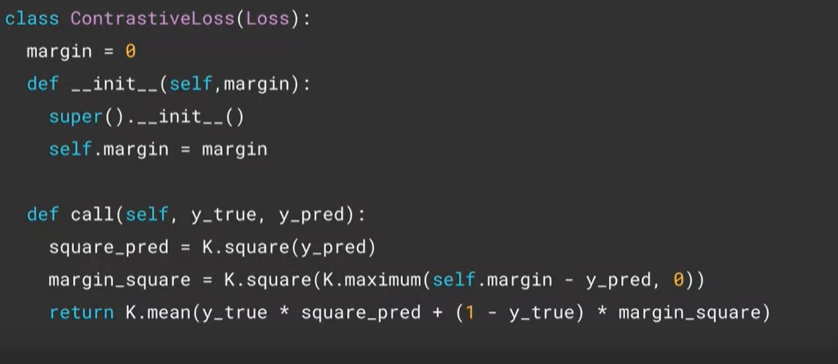 class ContrastiveLoss(Loss):
  margin = 0
  def __init__(self,margin):
    super().__init__()
    self.margin = margin

  def call(self, y_true, y_pred):
    square_pred = K.square(y_pred)
    margin_square = K.square(K.maximum(self.margin - y_pred, 0))
    return K.mean(y_true * square_pred + (1 - y_true) * margin_square)